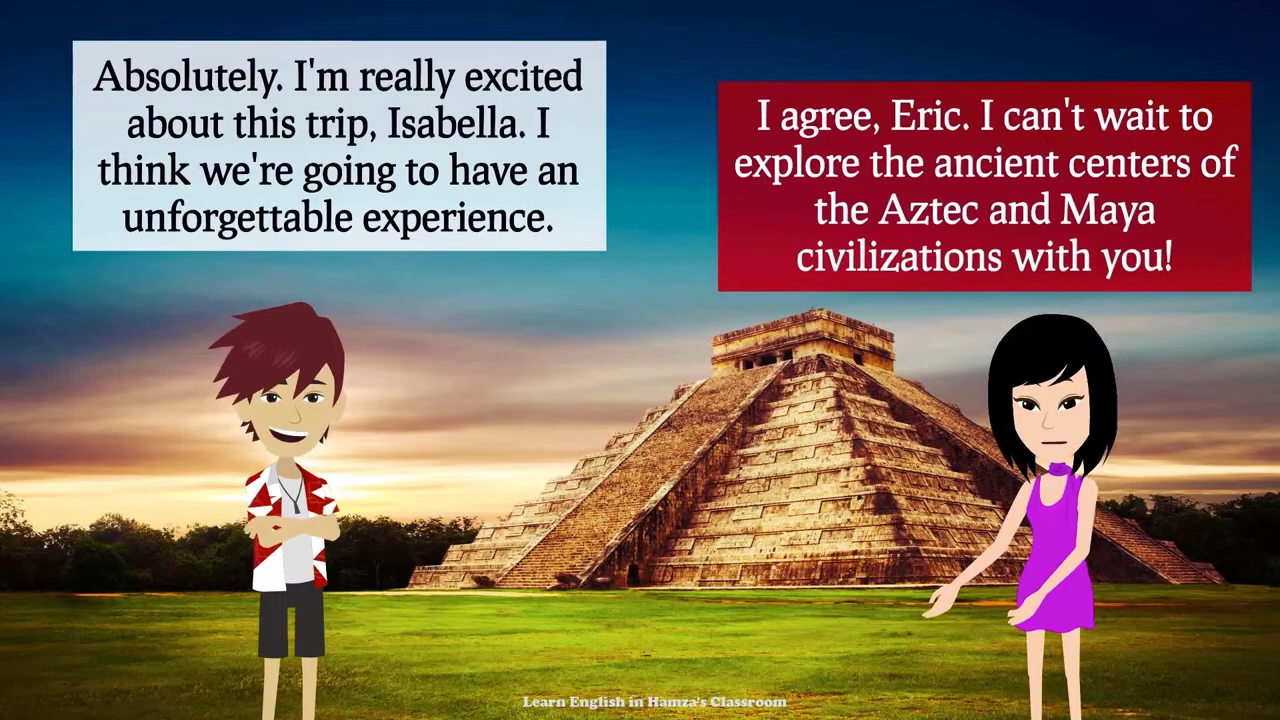 Absolutely. I'm really excited
about this trip, Isabella. I
think we're going to have an
unforgettable experience.
I agree, Eric. I can't wait to
explore the ancient centers of
the Aztec and Maya
civilizations with you!
Learn English in Hamza's Classroom